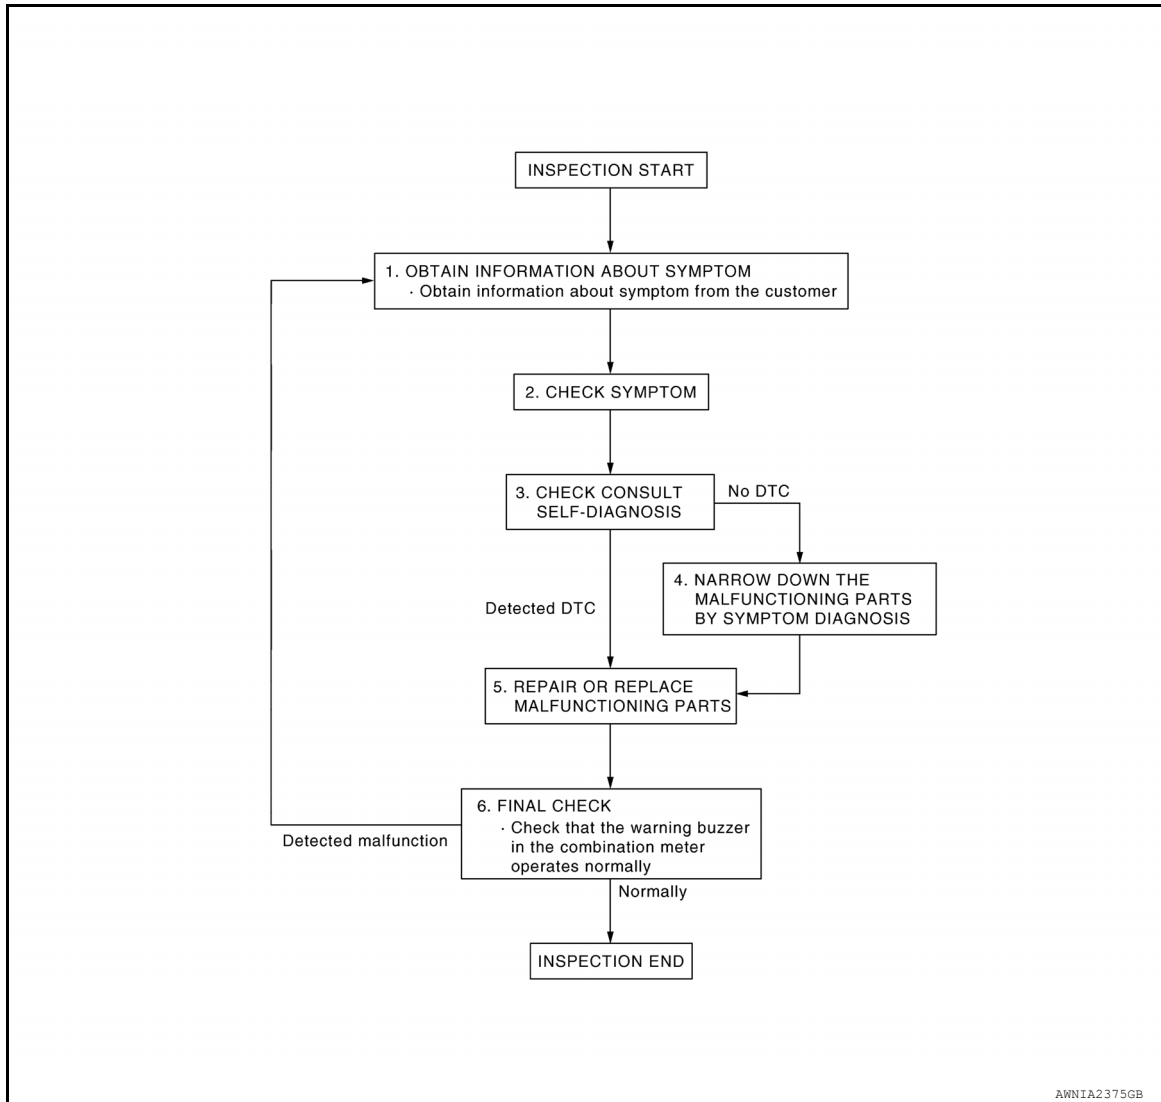 INSPECTION START
1. OBTAIN INFORMATION ABOUT SYMPTOM
· Obtain information about symptom from the customer
2. CHECK SYMPTOM
3. CHECK CONSULT
SELF-DIAGNOSIS
No DTC
4. NARROW DOWN THE
MALFUNCTIONING PARTS
BY SYMPTOM DIAGNOSIS
Detected DTC
5. REPAIR OR REPLACE
MALFUNCTIONING PARTS
6. FINAL CHECK
· Check that the warning buzzer
in the combination meter
operates normally
Detected malfunction
Normally
INSPECTION END
AWNIA2375GB